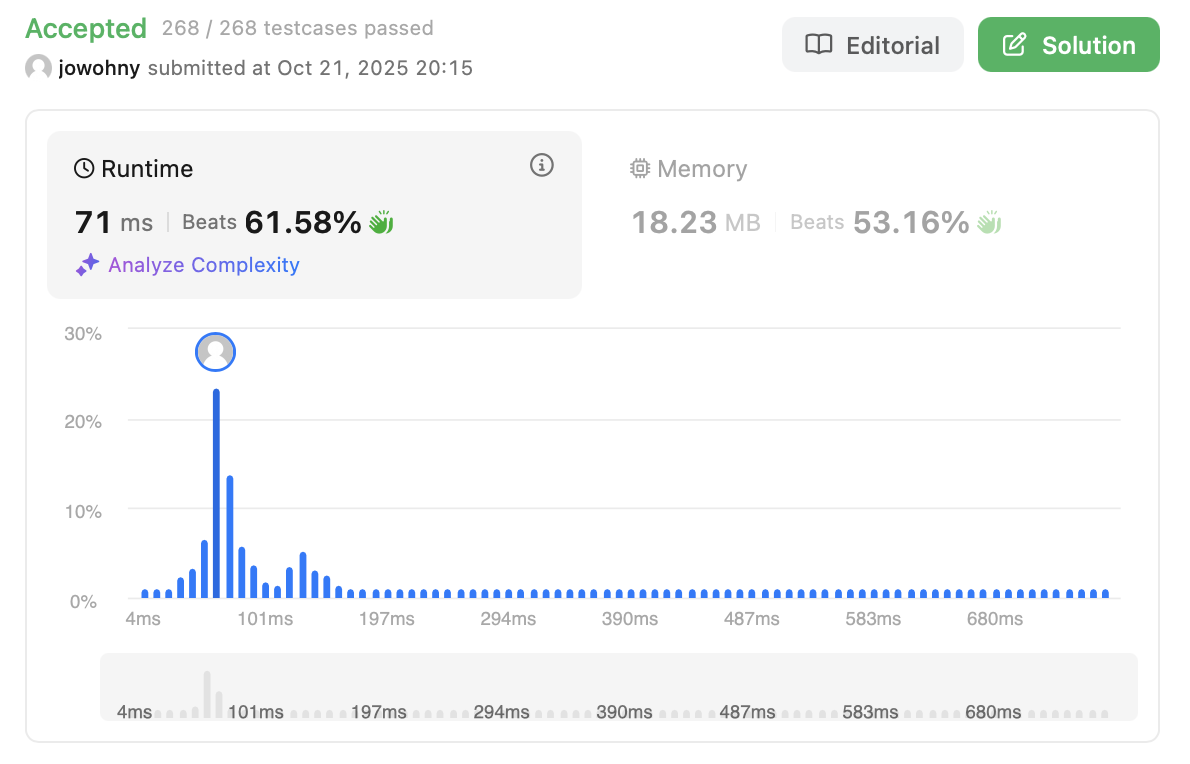 Accepted 268 / 268 testcases passed
jowohny submitted at Oct 21, 2025 20:15
Editorial
Solution
Runtime
71 ms | Beats 61.58%
Analyze Complexity
Memory
18.23 MB | Beats 53.16%
30%
20%
10%
0%
4ms 101ms 197ms 294ms 390ms 487ms 583ms 680ms
4ms 101ms 197ms 294ms 390ms 487ms 583ms 680ms